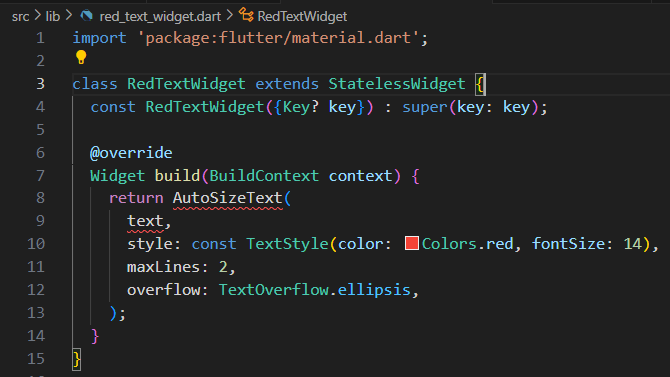 src > lib > red_text_widget.dart > RedTextWidget
1 import 'package:flutter/material.dart';
2
3 class RedTextWidget extends StatelessWidget {
4   const RedTextWidget({Key? key}) : super(key: key);
5
6   @override
7   Widget build(BuildContext context) {
8     return AutoSizeText(
9       text,
10       style: const TextStyle(color: Colors.red, fontSize: 14),
11       maxLines: 2,
12       overflow: TextOverflow.ellipsis,
13     );
14   }
15 }